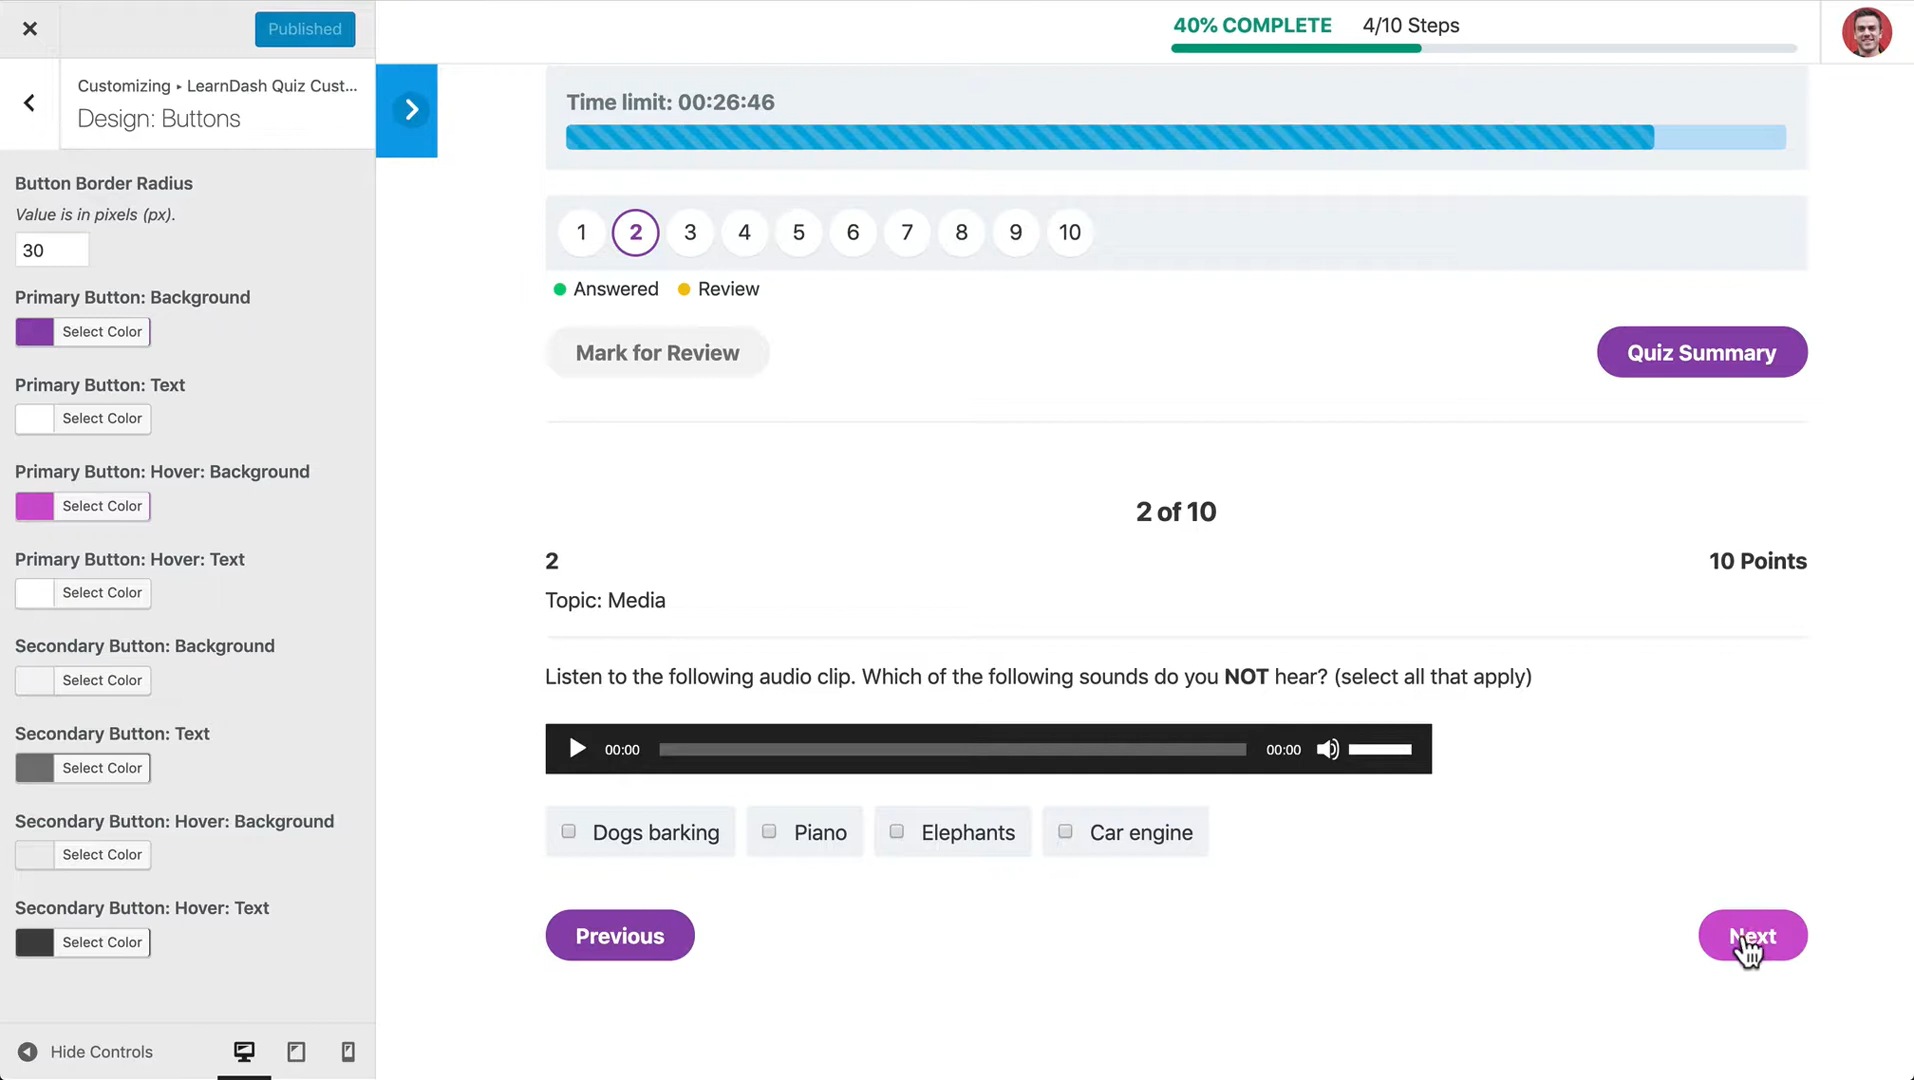 Published
Customizing ▸ LearnDash Quiz Cust...
Design: Buttons
Button Border Radius
Value is in pixels (px).
30
Primary Button: Background
Select Color
Primary Button: Text
Select Color
Primary Button: Hover: Background
Select Color
Primary Button: Hover: Text
Select Color
Secondary Button: Background
Select Color
Secondary Button: Text
Select Color
Secondary Button: Hover: Background
Select Color
Secondary Button: Hover: Text
Select Color
Hide Controls
40% COMPLETE 4/10 Steps
Time limit: 00:26:46
1 2 3 4 5 6 7 8 9 10
Answered Review
Mark for Review Quiz Summary
2 of 10
2 10 Points
Topic: Media
Listen to the following audio clip. Which of the following sounds do you NOT hear? (select all that apply)
00:00 00:00
Dogs barking Piano Elephants Car engine
Previous Next